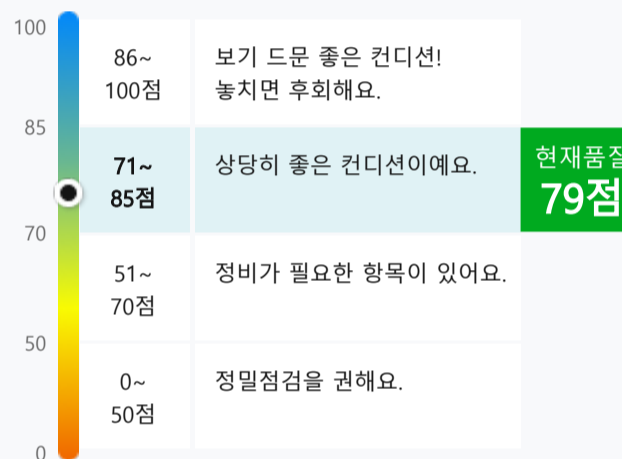 100
86~
100점
보기 드문 좋은 컨디션!
놓치면 후회해요.
85
71~
85점
상당히 좋은 컨디션이예요.
현재품질
79점
70
51~
70점
정비가 필요한 항목이 있어요.
50
0~
50점
정밀점검을 권해요.
0